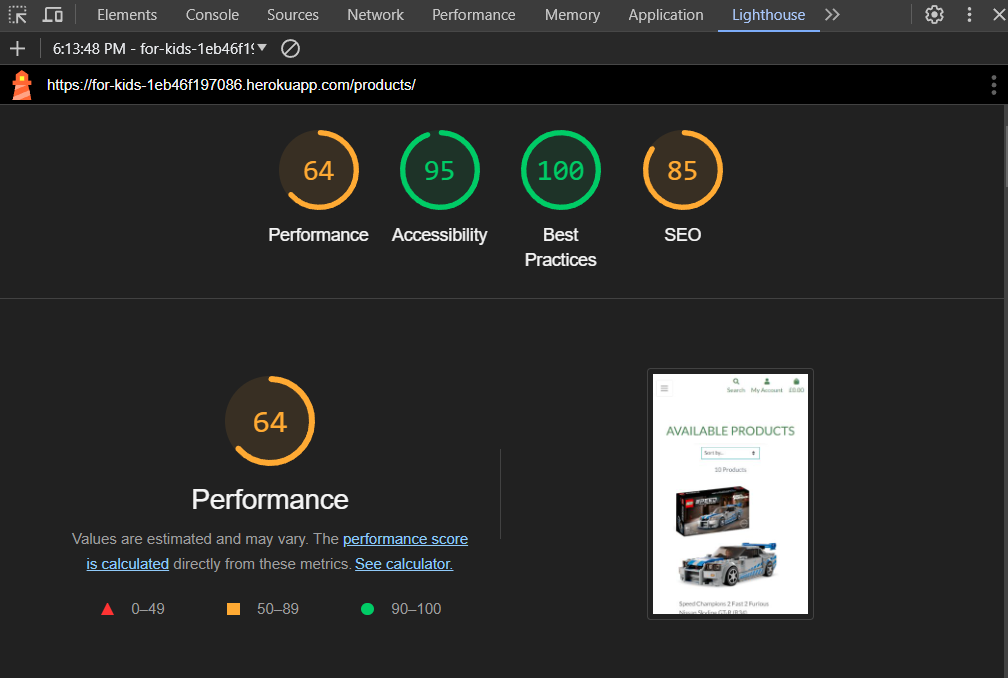 Elements Console Sources Network Performance Memory Application Lighthouse
6:13:48 PM - for-kids-1eb46f19
https://for-kids-1eb46f197086.herokuapp.com/products/
64 95 100 85
Performance Accessibility Best Practices SEO
64
Performance
Values are estimated and may vary. The performance score
is calculated directly from these metrics. See calculator.
0–49 50–89 90–100
Search My Account £0.00
AVAILABLE PRODUCTS
Sort by...
10 Products
SPEED
Speed Champions 2 Fast 2 Furious
Nissan Skyline GT-R (R34)